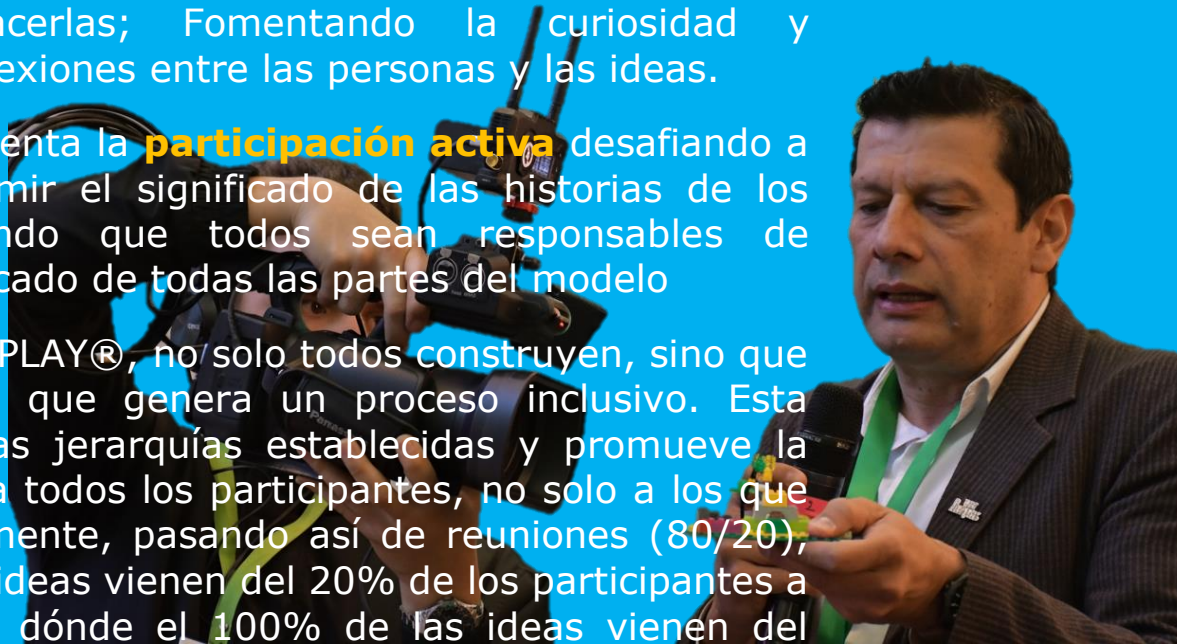 cerlas; Fomentando la curiosidad y
exiones entre las personas y las ideas.
enta la participación activa desafiando a
mir el significado de las historias de los
ndo que todos sean responsables de
cado de todas las partes del modelo
PLAY®, no solo todos construyen, sino que
que genera un proceso inclusivo. Esta
as jerarquías establecidas y promueve la
a todos los participantes, no solo a los que
mente, pasando así de reuniones (80/20),
ideas vienen del 20% de los participantes a
dónde el 100% de las ideas vienen del
Panasonic